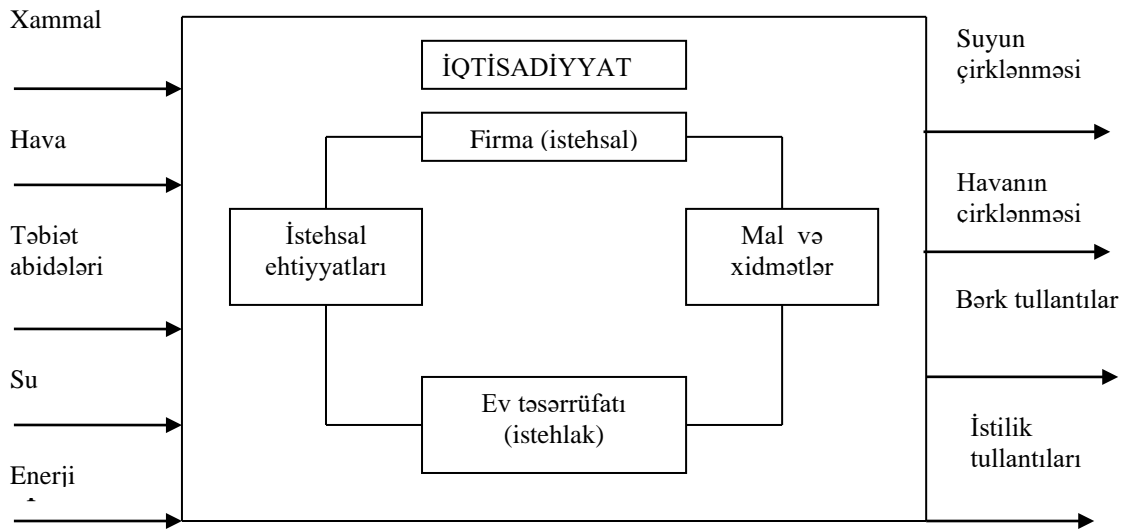 Xammal
Hava
Təbiət
abidələri
Su
Enerji
İQTİSADİYYAT
Firma (istehsal)
İstehsal
ehtiyyatları
Mal və
xidmətlər
Ev təsərrüfatı
(istehlak)
Suyun
çirklənməsi
Havanın
cirklənməsi
Bərk tullantılar
İstilik
tullantıları